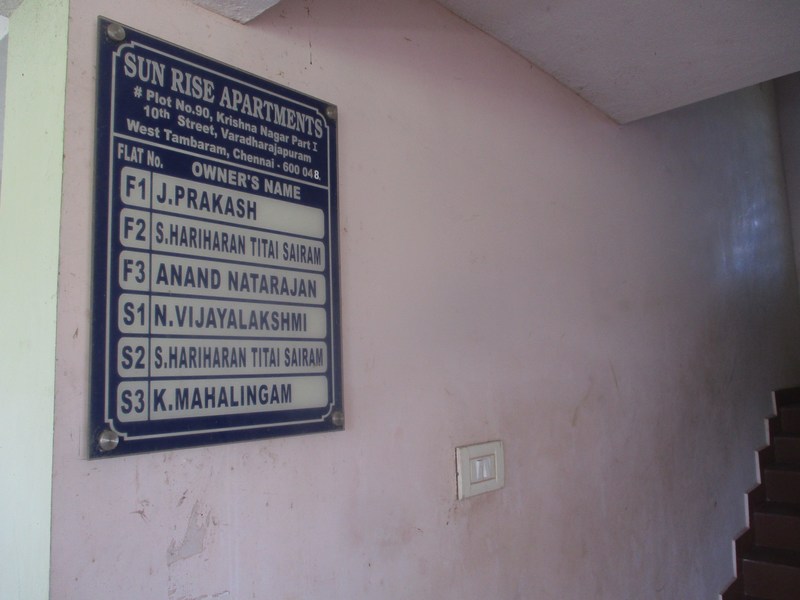 SUN RISE APARTMENTS
# Plot No.90, Krishna Nagar Part I
10th Street, Varadharajapuram
West Tambaram, Chennai - 600 048.
FLAT No. OWNER'S NAME
F1 J.PRAKASH
F2 S.HARIHARAN TITAI SAIRAM
F3 ANAND NATARAJAN
S1 N.VIJAYALAKSHMI
S2 S.HARIHARAN TITAI SAIRAM
S3 K.MAHALINGAM